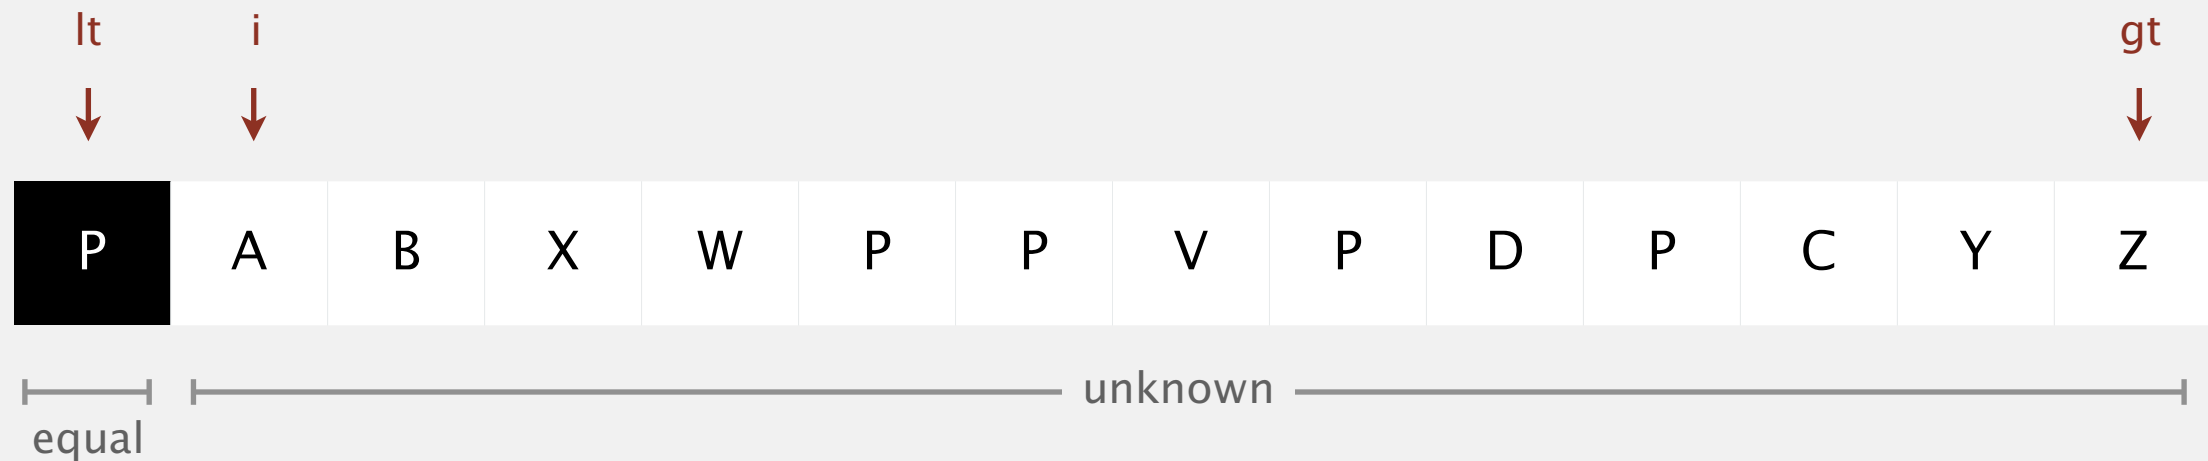 lt i gt
P A B X W P P V P D P C Y Z
unknown
equal